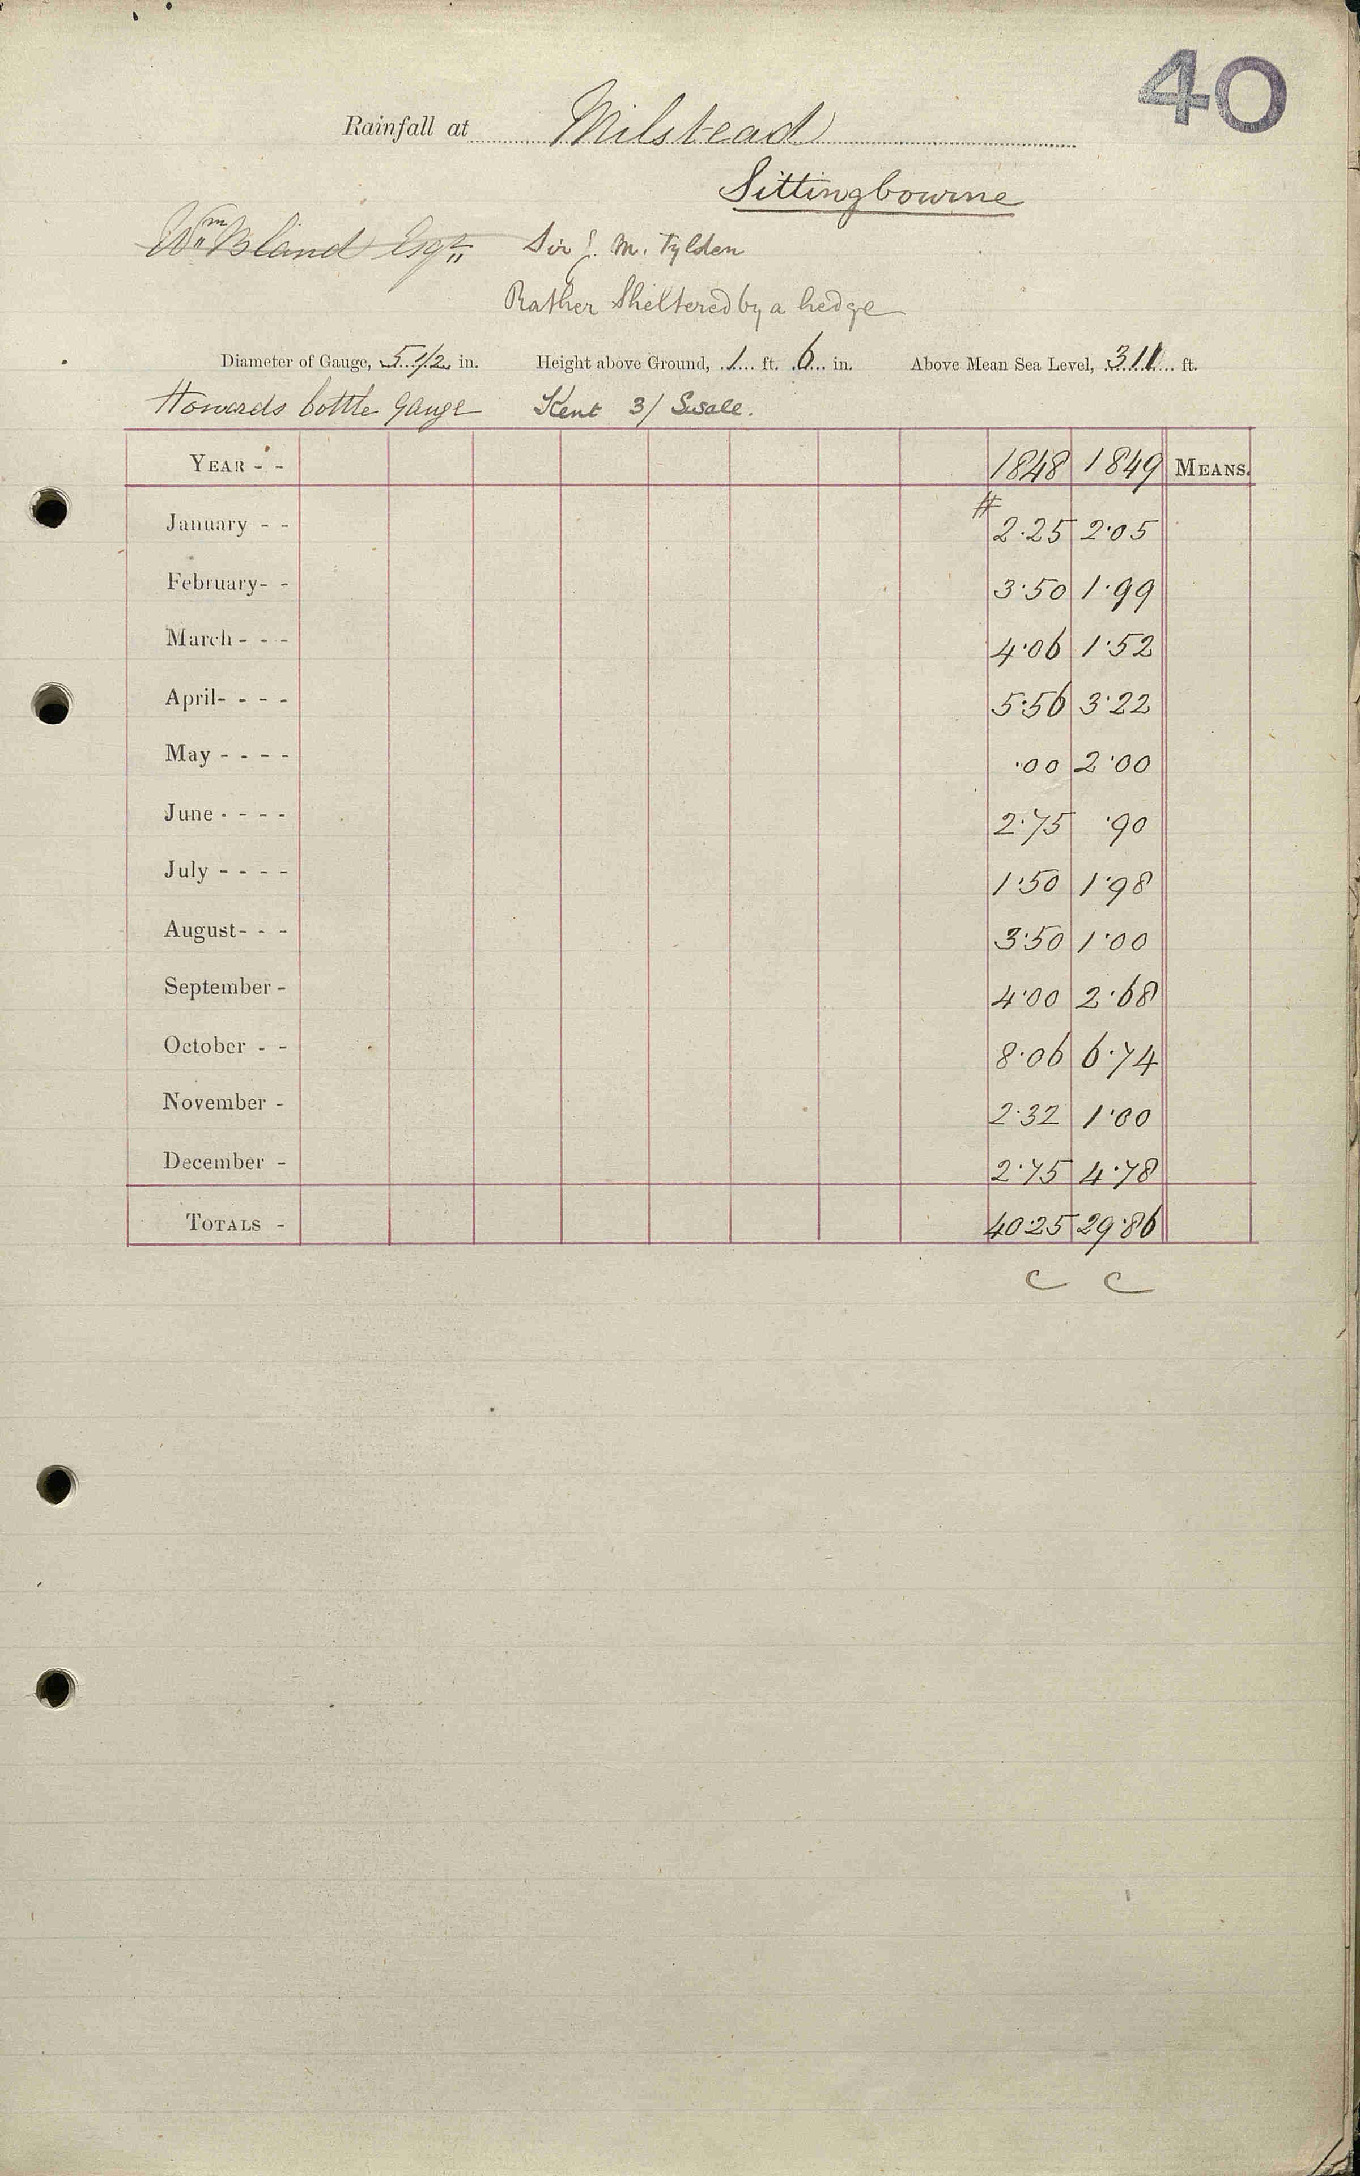 40
Rainfall at Milstead
Sittingbourne
Wm Bland Esqr Sir J. M. Tylden
Rather Sheltered by a hedge
Diameter of Gauge, 5 1/2 in. Height above Ground, 1 ft. 6 in. Above Mean Sea Level, 311 ft.
Howards bottle gauge Kent 3/ Swale.
YEAR - - 1848 1849 MEANS.
#
January - - 2.25 2.05
February- - 3.50 1.99
March - - - 4.06 1.52
April- - - - 5.56 3.22
May - - - - .00 2.00
June - - - - 2.75 .90
July - - - - 1.50 1.98
August- - - 3.50 1.00
September - 4.00 2.68
October - - 8.06 6.74
November - 2.32 1.00
December - 2.75 4.78
TOTALS - 40.25 29.86
C C